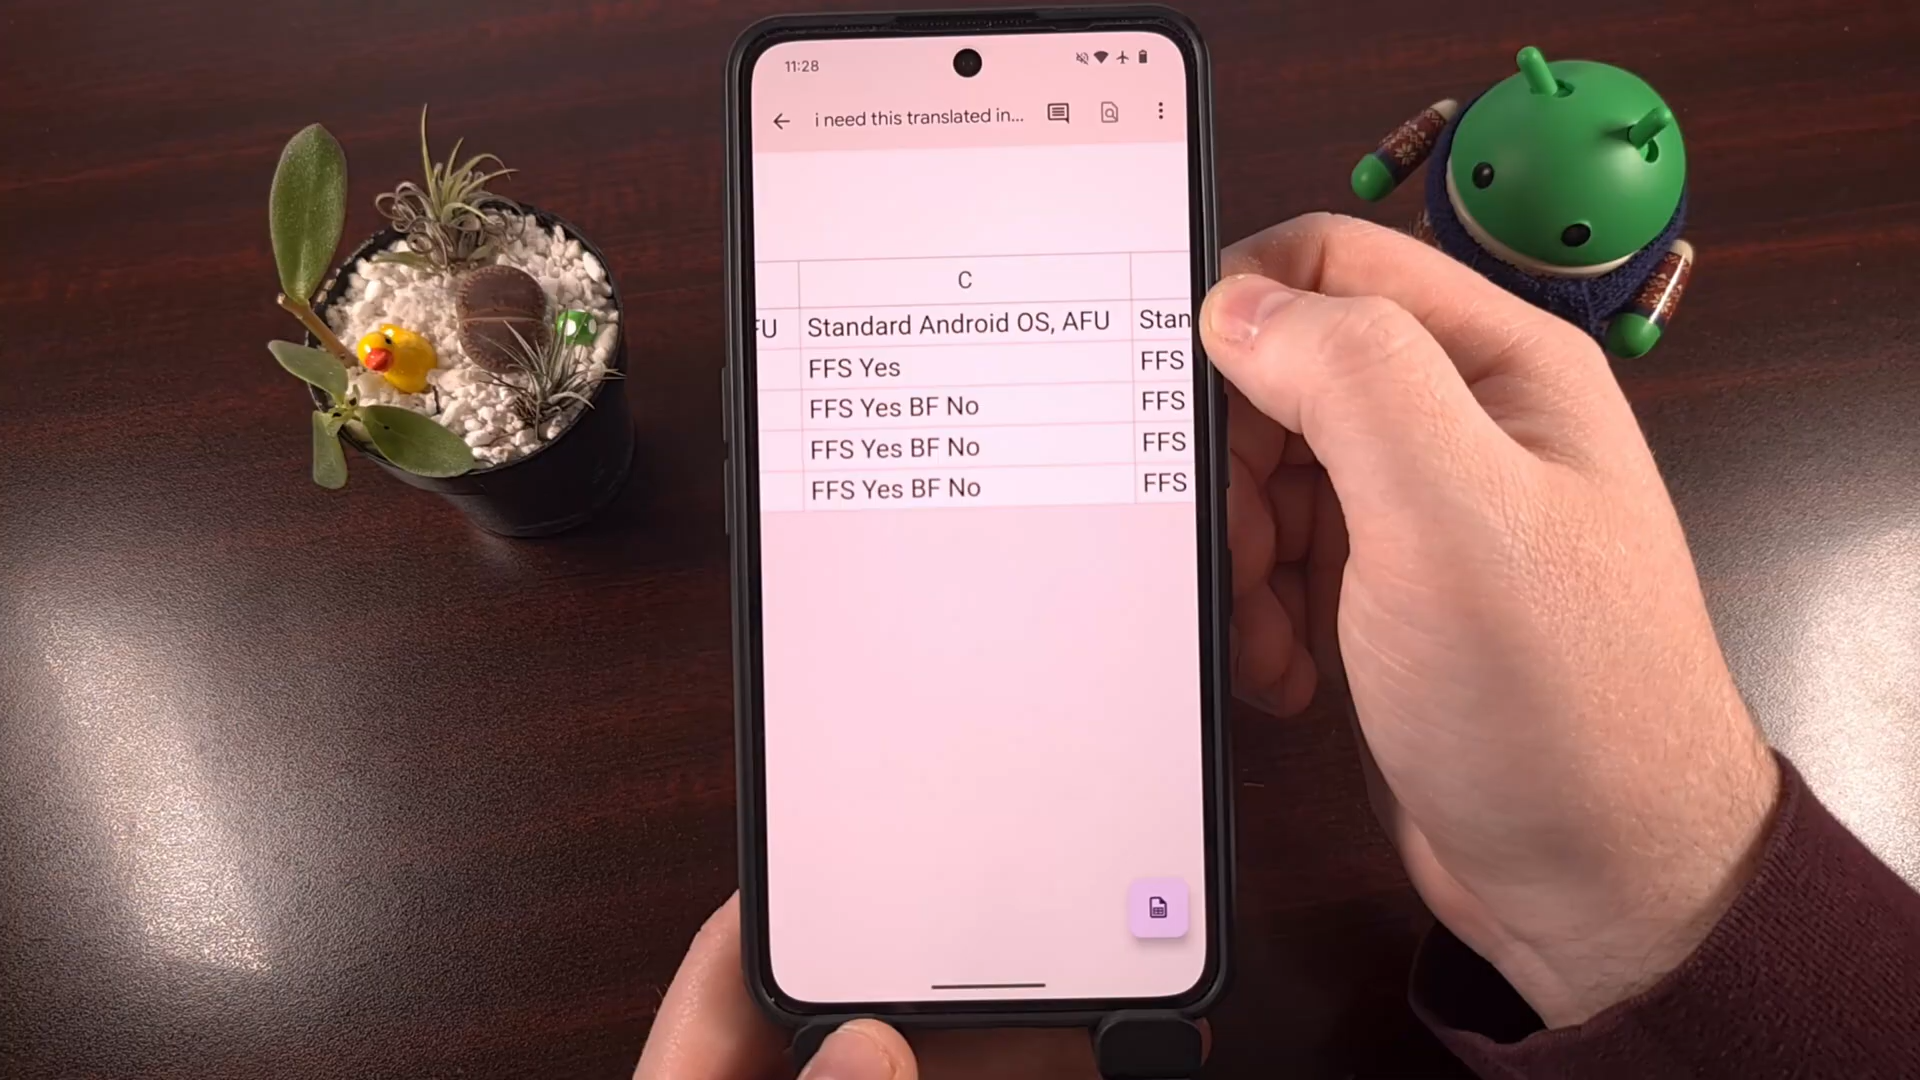 11:28
i need this translated in...
C
FU Standard Android OS, AFU Stan
FFS Yes FFS
FFS Yes BF No FFS
FFS Yes BF No FFS
FFS Yes BF No FFS